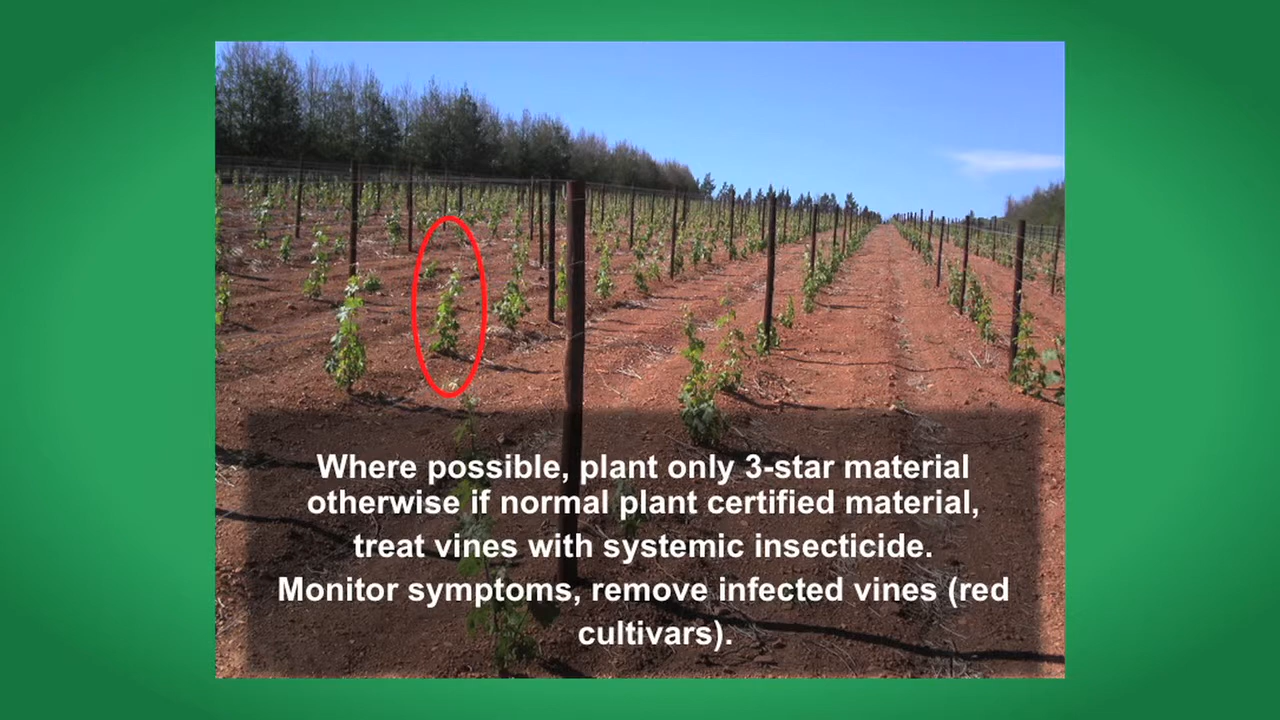 Where possible, plant only 3-star material
otherwise if normal plant certified material,
treat vines with systemic insecticide.
Monitor symptoms, remove infected vines (red
cultivars).